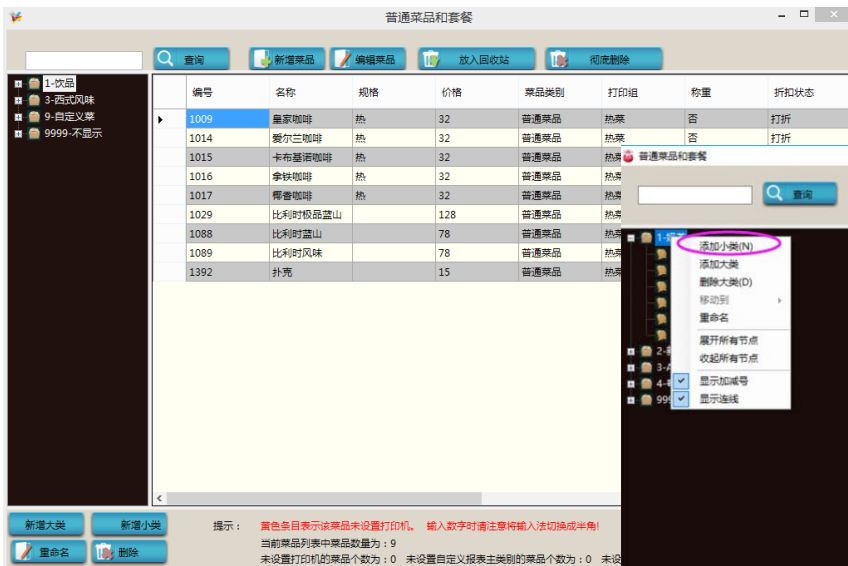 普通菜品和套餐
查询 新增菜品 编辑菜品 放入回收站 彻底删除
1-饮品
3-西式风味
9-自定义菜
9999-不显示
编号 名称 规格 价格 菜品类别 打印组 称重 折扣状态
1009 皇家咖啡 热 32 普通菜品 热菜 否 打折
1014 爱尔兰咖啡 热 32 普通菜品 热菜 否 打折
1015 卡布基诺咖啡 热 32 普通菜品
1016 拿铁咖啡 热 32 普通菜品
1017 椰香咖啡 热 32 普通菜品
1029 比利时极品蓝山 128 普通菜品
1088 比利时蓝山 78 普通菜品
1089 比利时风味 78 普通菜品
1392 扑克 15 普通菜品
普通菜品和套餐
查询
添加小类(N)
添加大类
删除大类(D)
移动到
重命名
展开所有节点
收起所有节点
显示加减号
显示连线
新增大类 新增小类
重命名 删除
提示： 黄色条目表示该菜品未设置打印机。 输入数字时请注意将输入法切换成半角!
当前菜品列表中菜品数量为：9
未设置打印机的菜品个数为：0 未设置自定义报表主类别的菜品个数为：0 未设